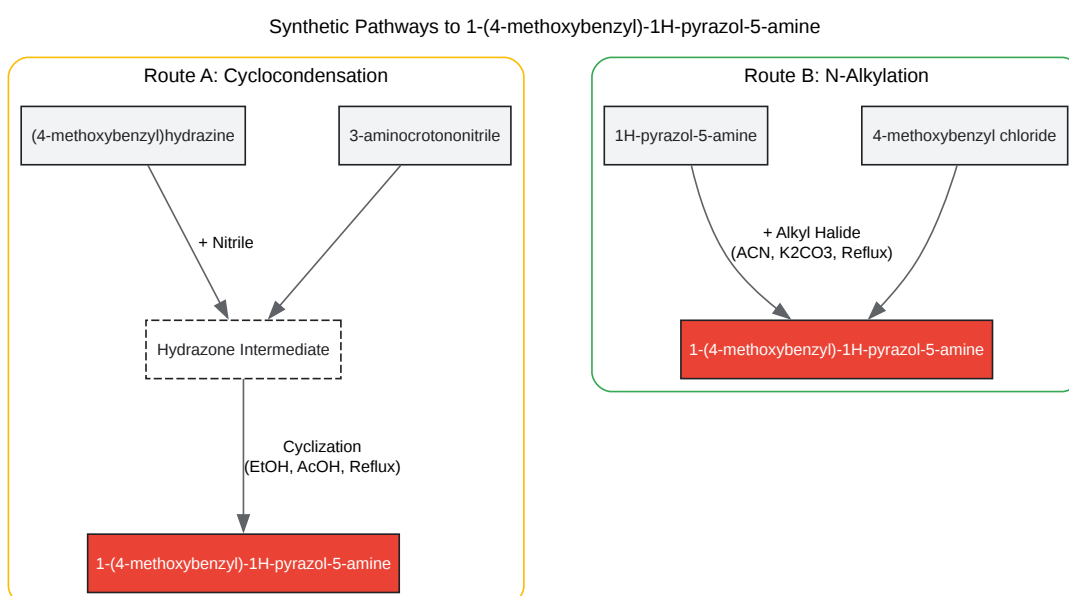 Synthetic Pathways to 1-(4-methoxybenzyl)-1H-pyrazol-5-amine
Route A: Cyclocondensation
(4-methoxybenzyl)hydrazine
3-aminocrotononitrile
+ Nitrile
Hydrazone Intermediate
Cyclization
(EtOH, AcOH, Reflux)
1-(4-methoxybenzyl)-1H-pyrazol-5-amine
Route B: N-Alkylation
1H-pyrazol-5-amine
4-methoxybenzyl chloride
+ Alkyl Halide
(ACN, K2CO3, Reflux)
1-(4-methoxybenzyl)-1H-pyrazol-5-amine